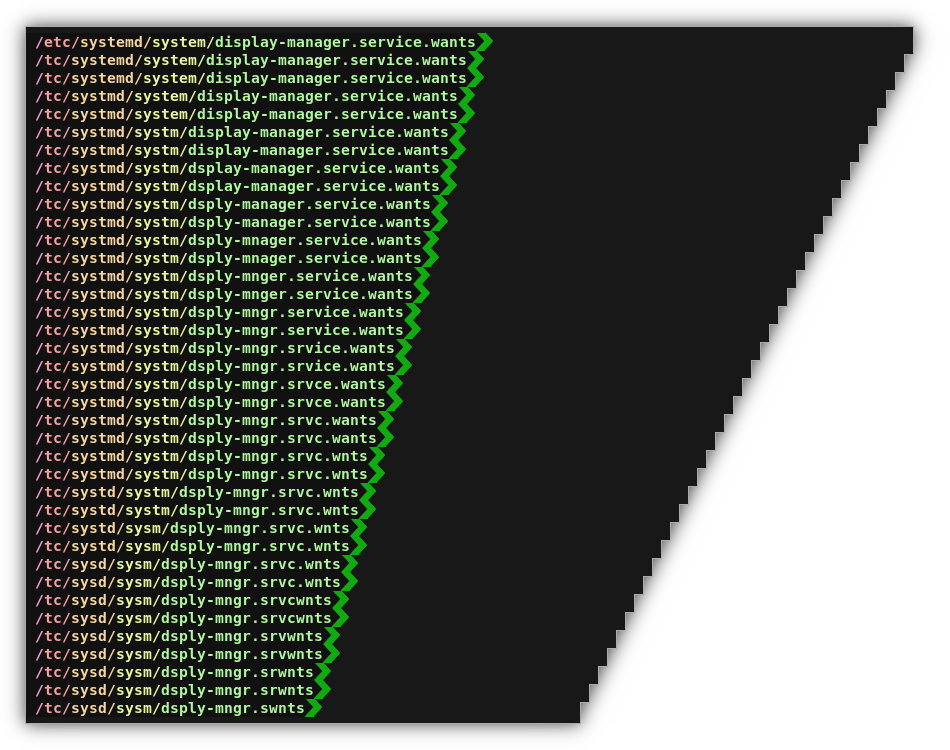 /etc/systemd/system/display-manager.service.wants
/tc/systemd/system/display-manager.service.wants
/tc/systemd/system/display-manager.service.wants
/tc/systmd/system/display-manager.service.wants
/tc/systmd/system/display-manager.service.wants
/tc/systmd/systm/display-manager.service.wants
/tc/systmd/systm/display-manager.service.wants
/tc/systmd/systm/dsplay-manager.service.wants
/tc/systmd/systm/dsplay-manager.service.wants
/tc/systmd/systm/dsply-manager.service.wants
/tc/systmd/systm/dsply-manager.service.wants
/tc/systmd/systm/dsply-mnager.service.wants
/tc/systmd/systm/dsply-mnager.service.wants
/tc/systmd/systm/dsply-mnger.service.wants
/tc/systmd/systm/dsply-mnger.service.wants
/tc/systmd/systm/dsply-mngr.service.wants
/tc/systmd/systm/dsply-mngr.service.wants
/tc/systmd/systm/dsply-mngr.srvice.wants
/tc/systmd/systm/dsply-mngr.srvice.wants
/tc/systmd/systm/dsply-mngr.srvce.wants
/tc/systmd/systm/dsply-mngr.srvce.wants
/tc/systmd/systm/dsply-mngr.srvc.wants
/tc/systmd/systm/dsply-mngr.srvc.wants
/tc/systmd/systm/dsply-mngr.srvc.wnts
/tc/systmd/systm/dsply-mngr.srvc.wnts
/tc/systd/systm/dsply-mngr.srvc.wnts
/tc/systd/systm/dsply-mngr.srvc.wnts
/tc/systd/sysm/dsply-mngr.srvc.wnts
/tc/systd/sysm/dsply-mngr.srvc.wnts
/tc/sysd/sysm/dsply-mngr.srvc.wnts
/tc/sysd/sysm/dsply-mngr.srvc.wnts
/tc/sysd/sysm/dsply-mngr.srvcwnts
/tc/sysd/sysm/dsply-mngr.srvcwnts
/tc/sysd/sysm/dsply-mngr.srvwnts
/tc/sysd/sysm/dsply-mngr.srvwnts
/tc/sysd/sysm/dsply-mngr.srwnts
/tc/sysd/sysm/dsply-mngr.srwnts
/tc/sysd/sysm/dsply-mngr.swnts